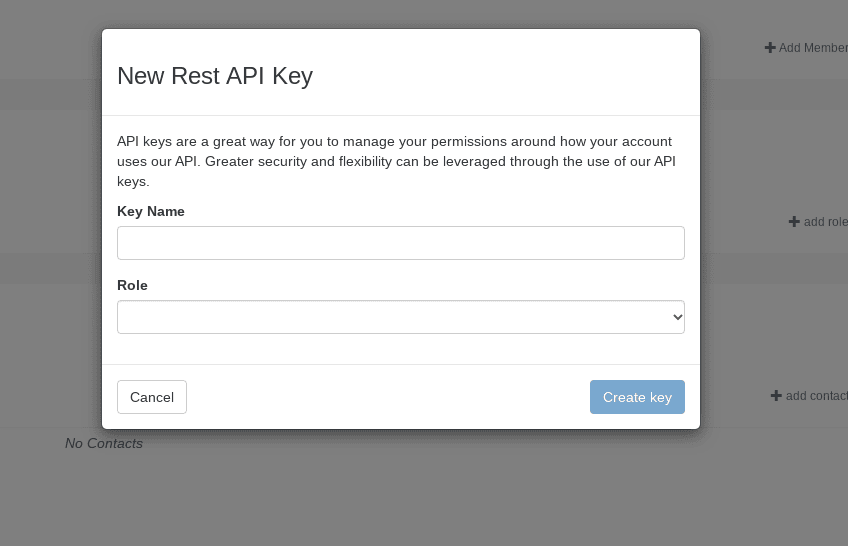 Add Member
New Rest API Key
API keys are a great way for you to manage your permissions around how your account
uses our API. Greater security and flexibility can be leveraged through the use of our API
keys.
Key Name
add role
Role
add contact
Cancel
Create key
No Contacts